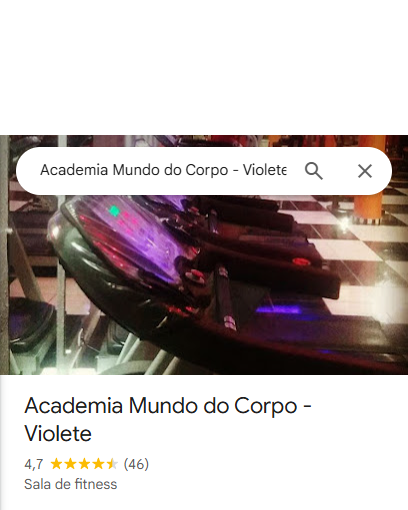 Academia Mundo do Corpo - Violete
Academia Mundo do Corpo -
Violete
4,7 (46)
Sala de fitness